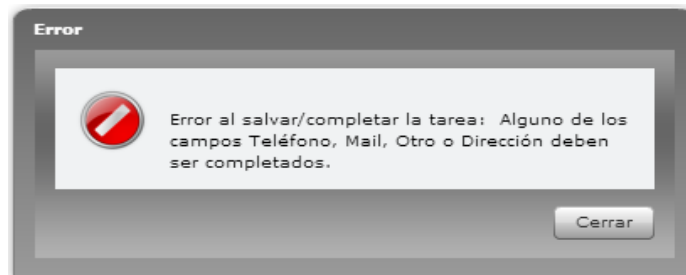 Error
Error al salvar/completar la tarea: Alguno de los
campos Teléfono, Mail, Otro o Dirección deben
ser completados.
Cerrar